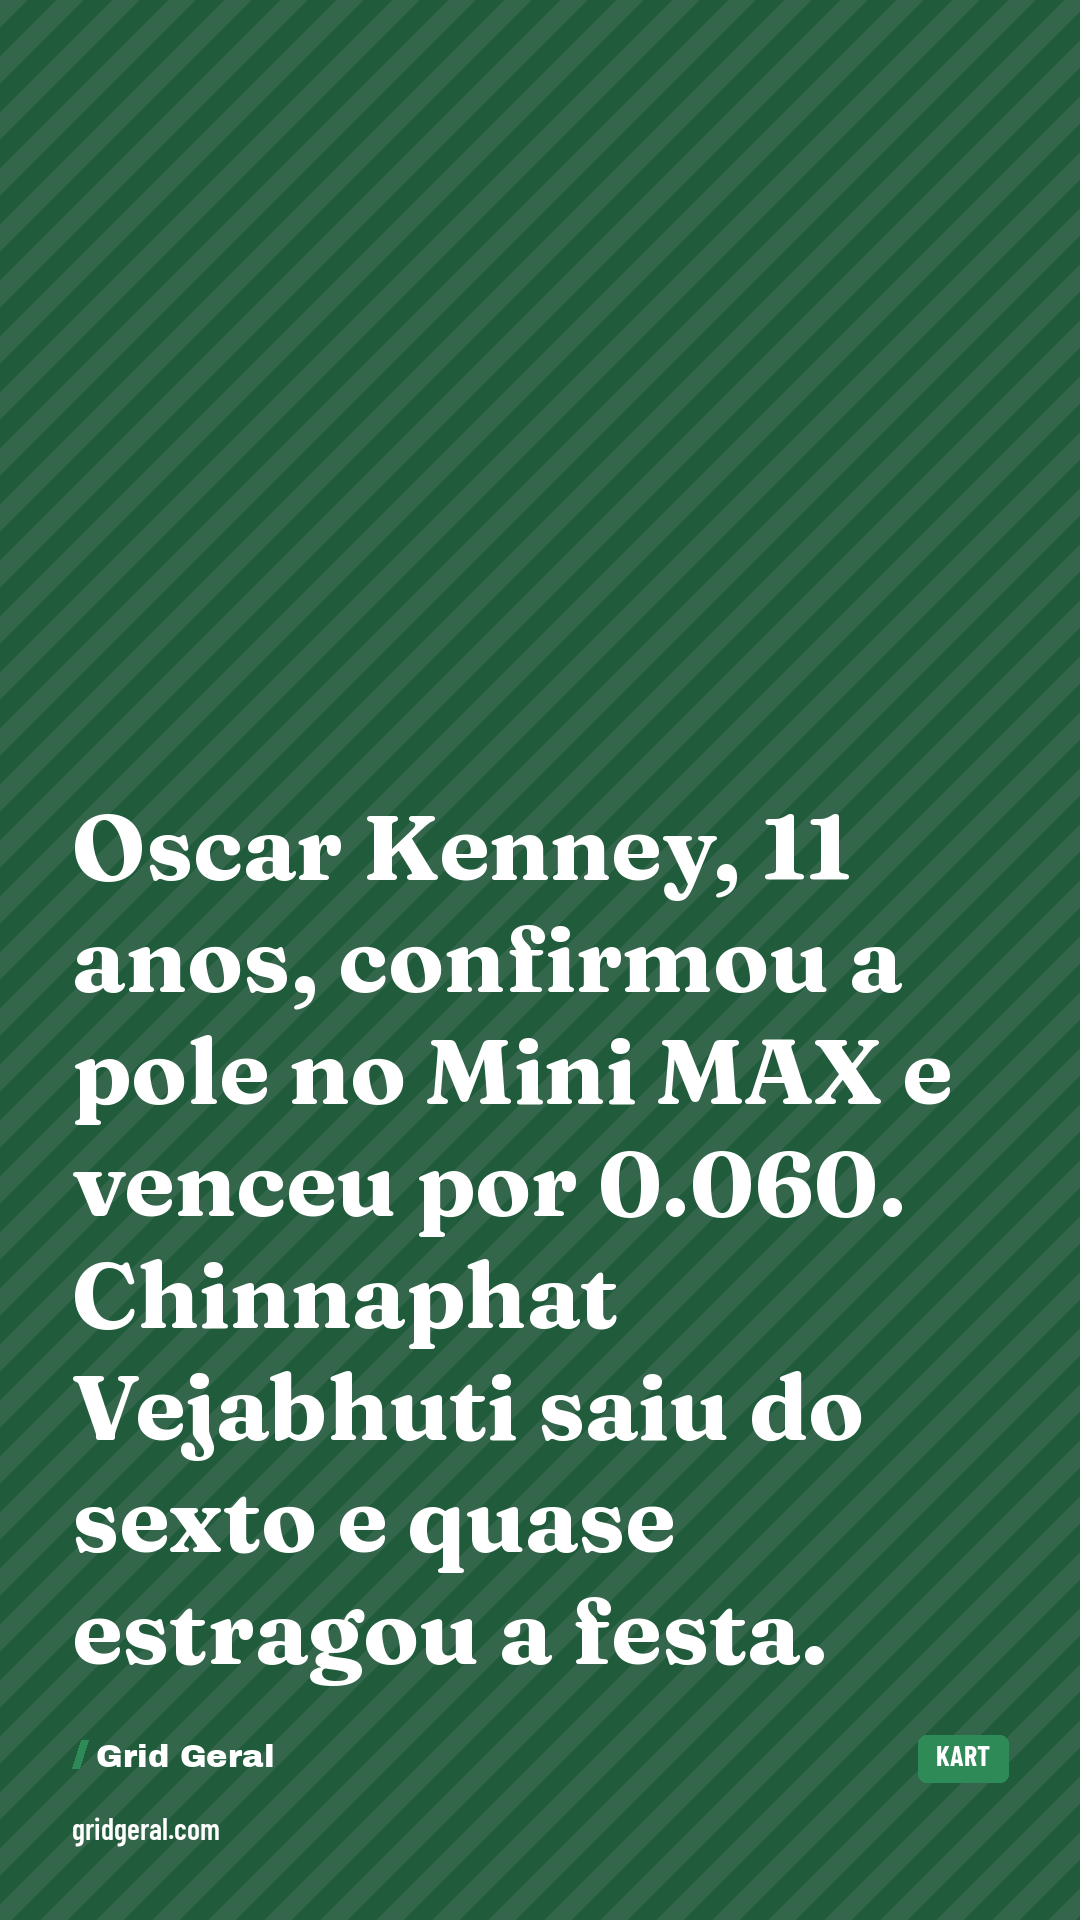 Oscar Kenney, 11
anos, confirmou a
pole no Mini MAX e
venceu por 0.060.
Chinnaphat
Vejabhuti saiu do
sexto e quase
estragou a festa.
/ Grid Geral
KART
gridgeral.com